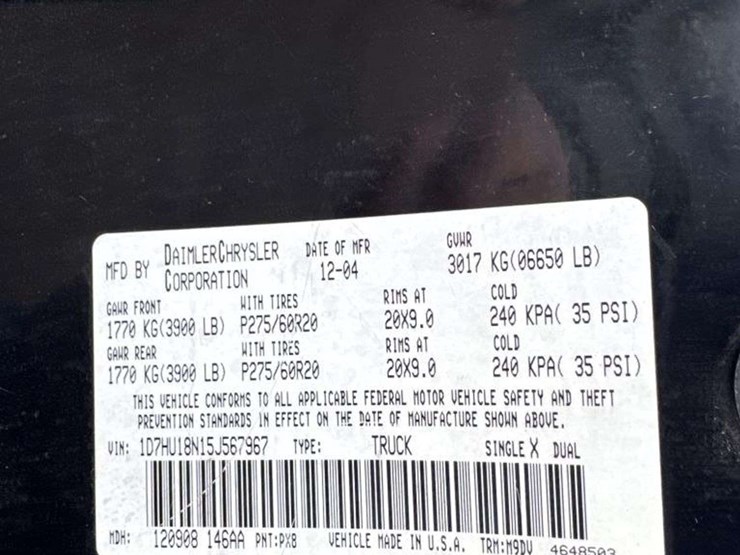 MFD BY DAIMLERCHRYSLER CORPORATION DATE OF MFR 12-04 GVWR 3017 KG(06650 LB)
GAWR FRONT WITH TIRES RIMS AT COLD
1770 KG(3900 LB) P275/60R20 20X9.0 240 KPA( 35 PSI)
GAWR REAR WITH TIRES RIMS AT COLD
1770 KG(3900 LB) P275/60R20 20X9.0 240 KPA( 35 PSI)
THIS VEHICLE CONFORMS TO ALL APPLICABLE FEDERAL MOTOR VEHICLE SAFETY AND THEFT
PREVENTION STANDARDS IN EFFECT ON THE DATE OF MANUFACTURE SHOWN ABOVE.
VIN: 1D7HU18N15J567967 TYPE: TRUCK SINGLE X DUAL
MDH: 120908 146AA PNT:PX8 VEHICLE MADE IN U.S.A. TRM:M9DV 4648503